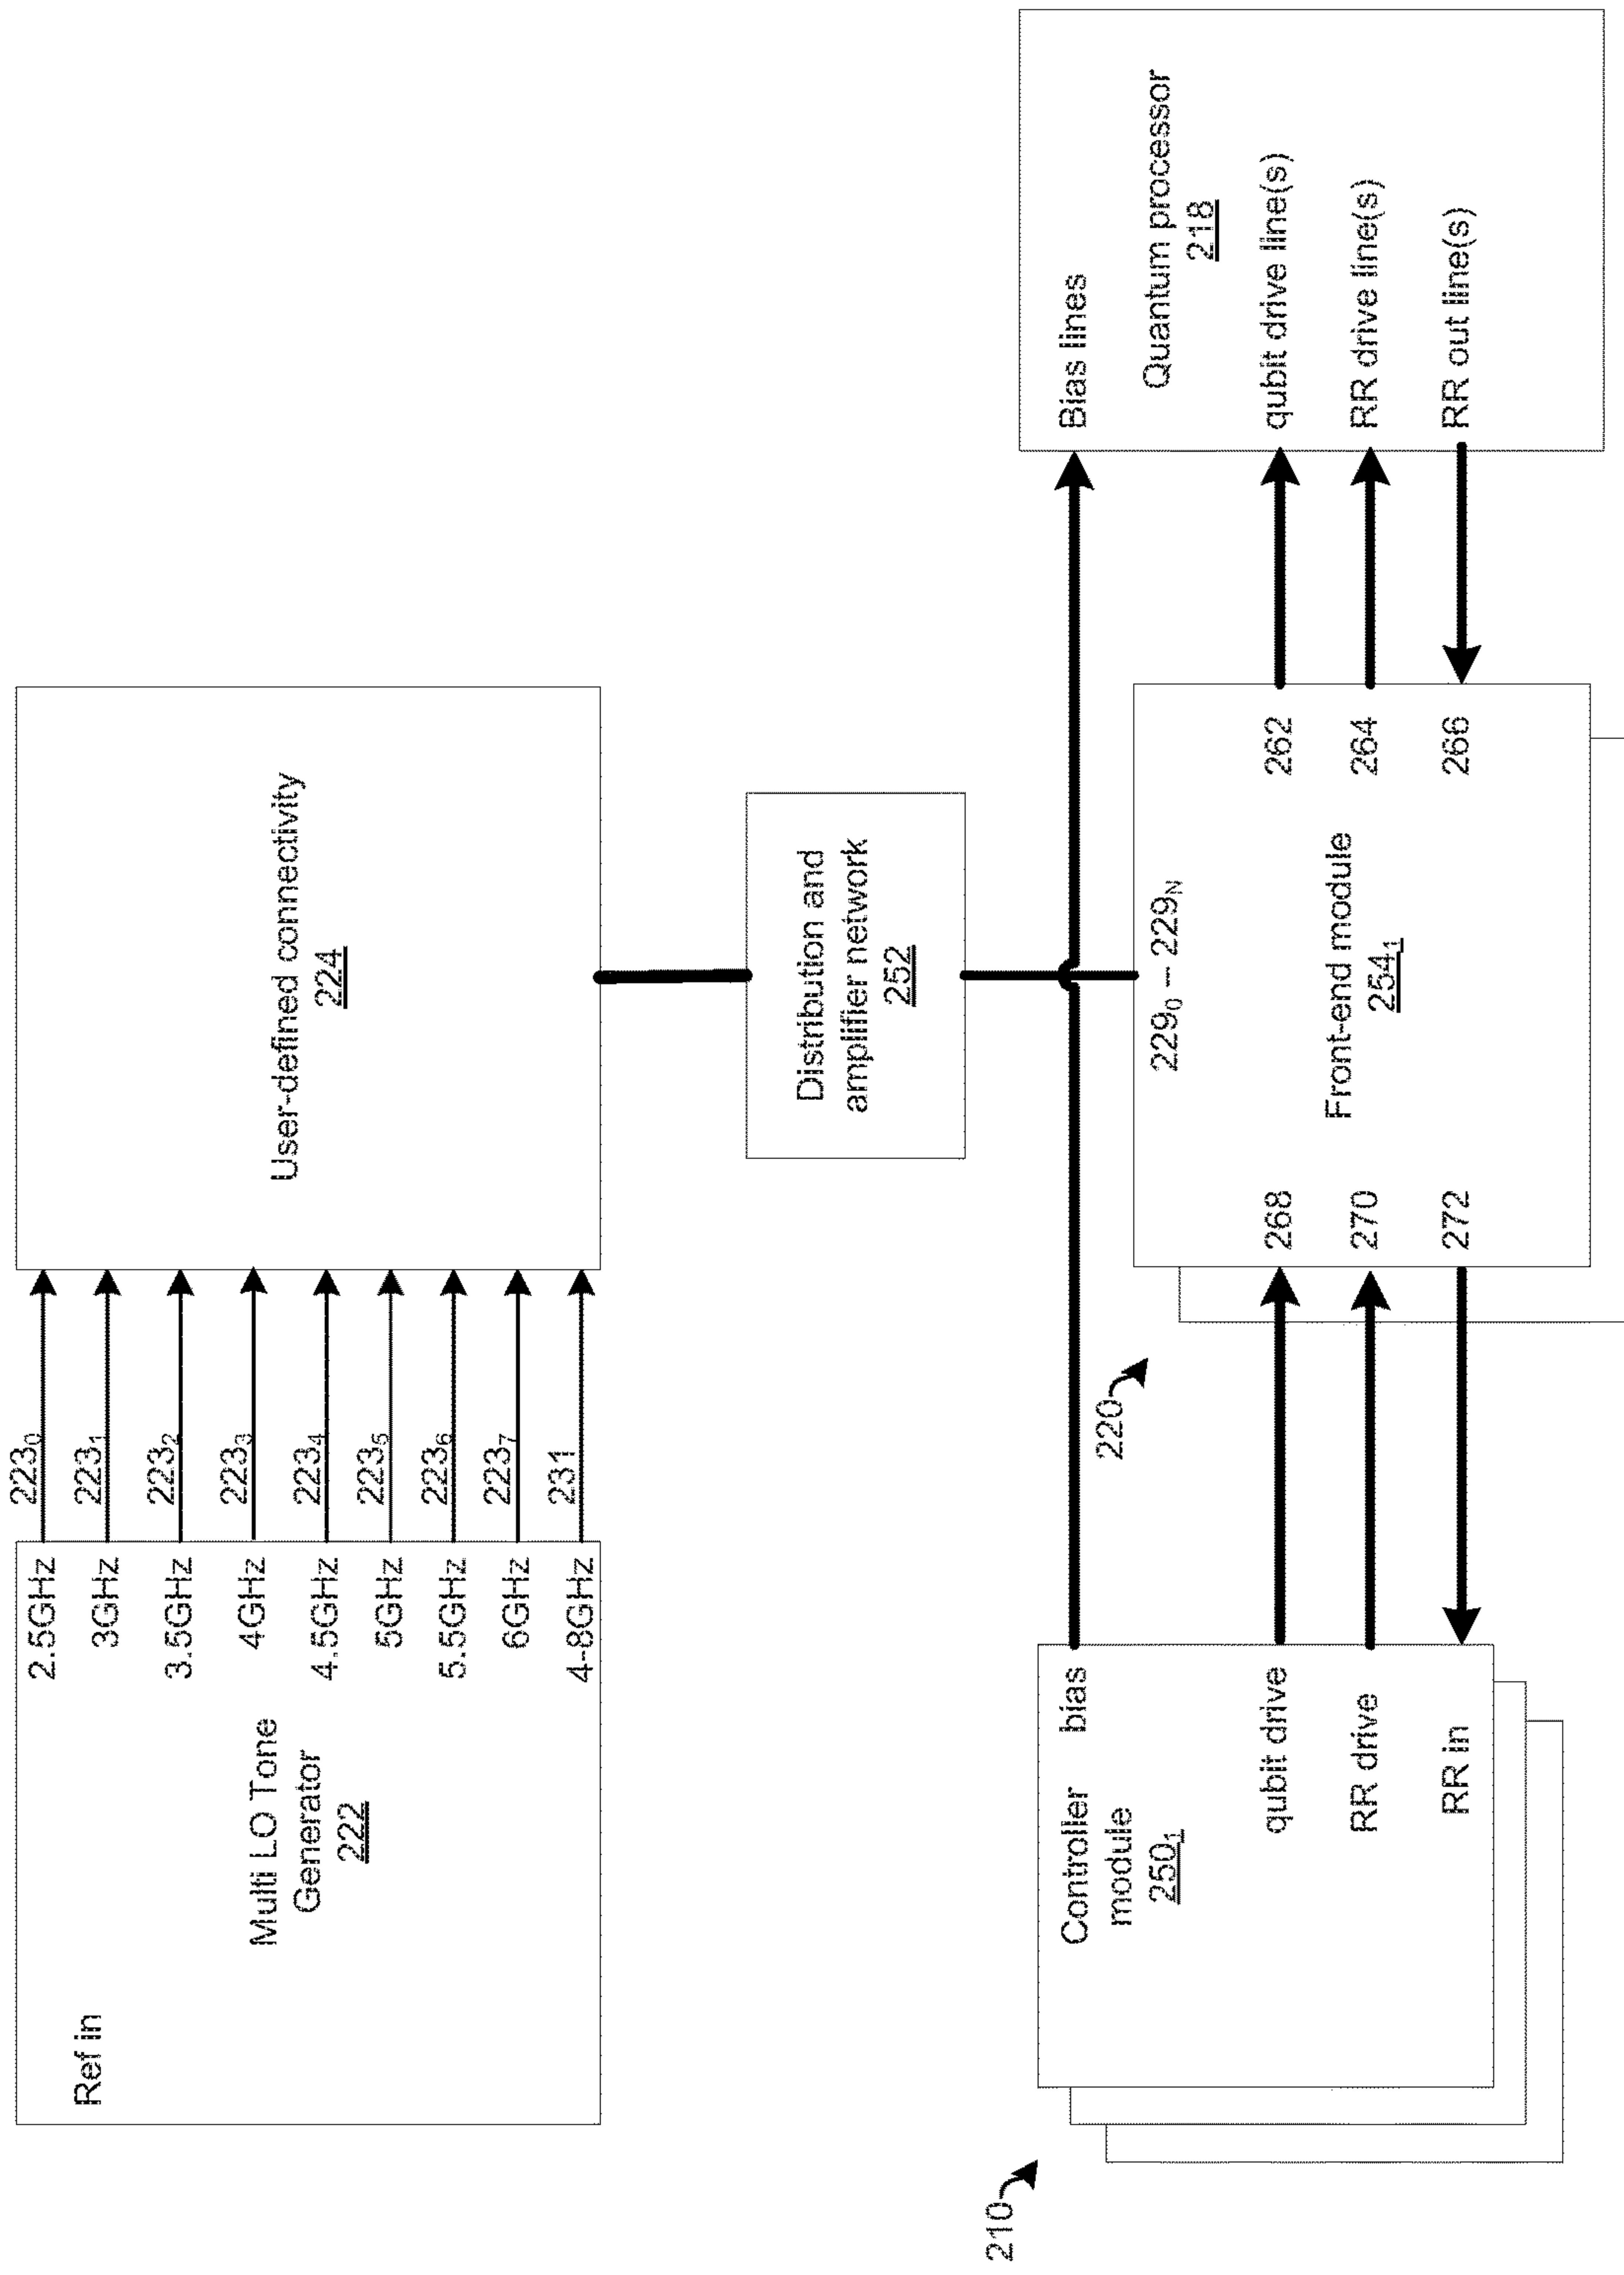 Ref in
Multi LO Tone
Generator
222
2.5GHz
3GHz
3.5GHz
4GHz
4.5GHz
5GHz
5.5GHz
6GHz
4-8GHz
223₀
223₁
223₂
223₃
223₄
223₅
223₆
223₇
231
User-defined connectivity
224
Distribution and
amplifier network
252
210
Controller
module
250₁
bias
qubit drive
RR drive
RR in
220
229₀ – 229_N
268
270
272
Front-end module
254₁
262
264
266
Bias lines
Quantum processor
218
qubit drive line(s)
RR drive line(s)
RR out line(s)